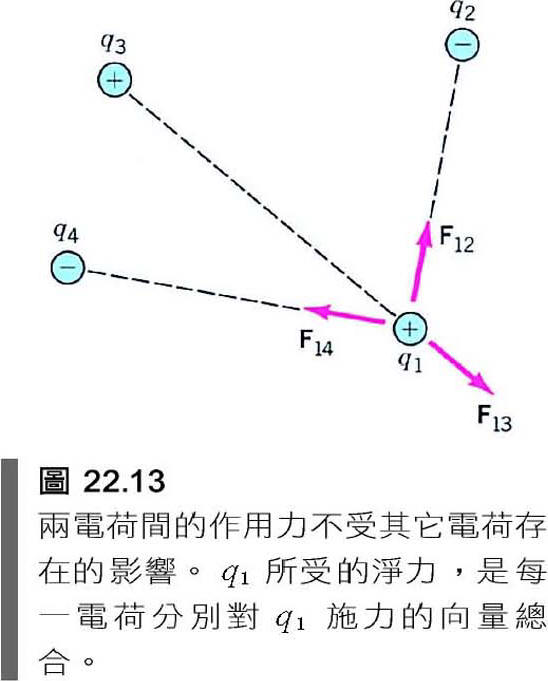 q₂
q₃
+
−
q₄
−
F₁₂
F₁₄
+
q₁
F₁₃
圖 22.13
兩電荷間的作用力不受其它電荷存
在的影響。q₁ 所受的淨力，是每
一電荷分別對 q₁ 施力的向量總
合。